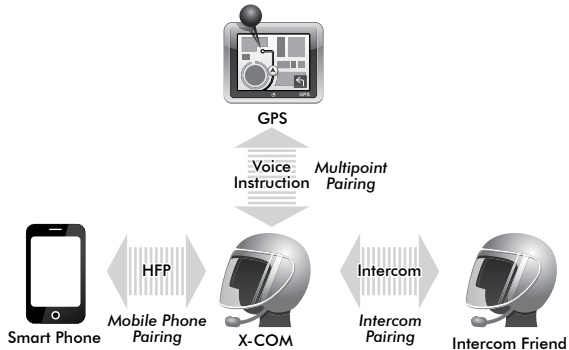 GPS
GPS
Voice
Instruction
Multipoint
Pairing
HFP
Intercom
Smart Phone
Mobile Phone
Pairing
X-COM
Intercom
Pairing
Intercom Friend